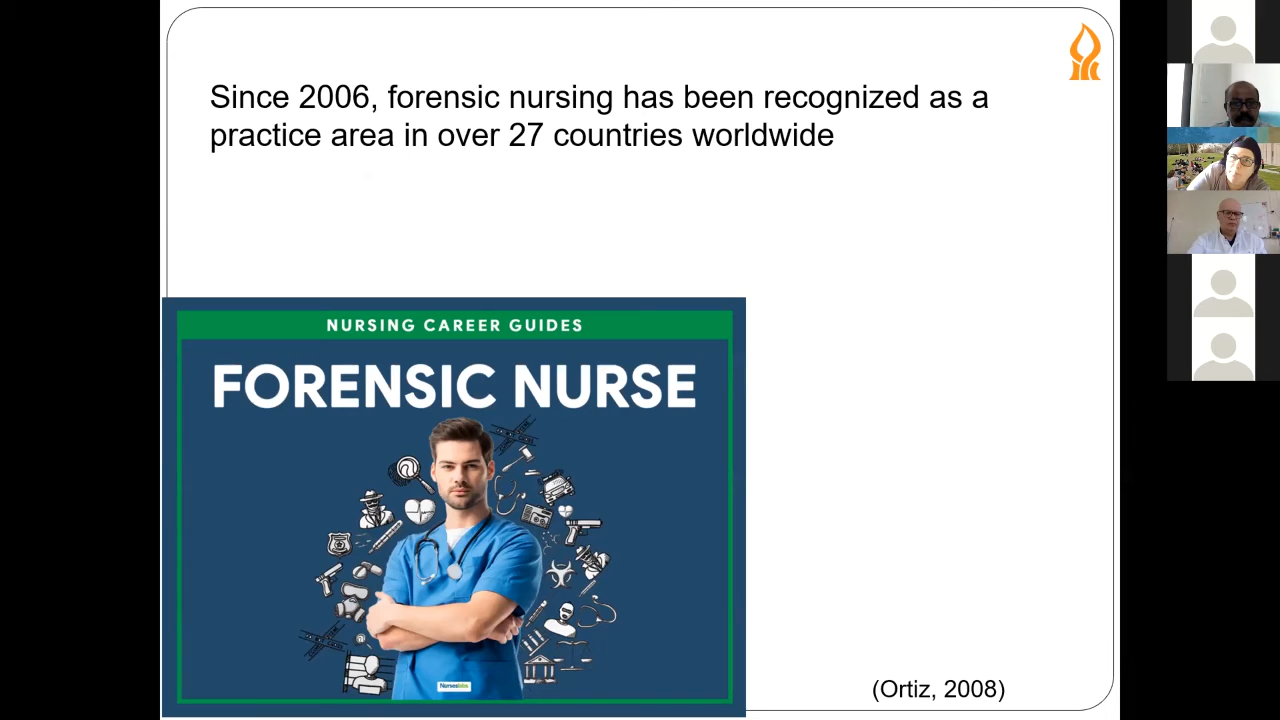 Since 2006, forensic nursing has been recognized as a
practice area in over 27 countries worldwide
NURSING CAREER GUIDES
FORENSIC NURSE
Nurseslabs
(Ortiz, 2008)